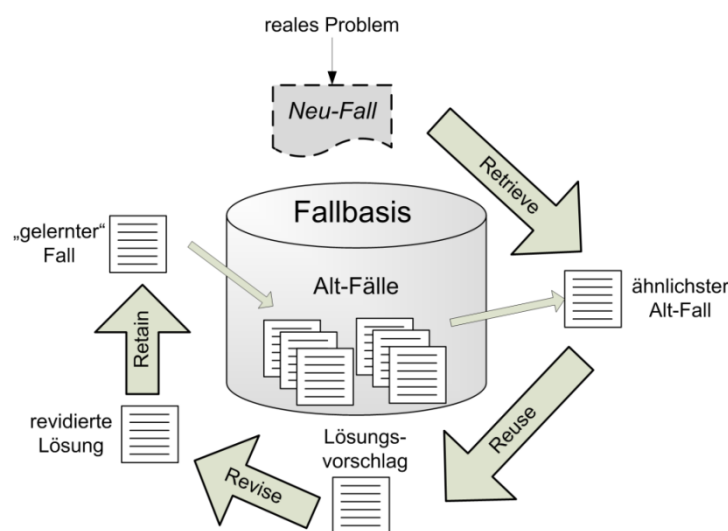 reales Problem
Neu-Fall
Retrieve
Fallbasis
„gelernter“
Fall
Alt-Fälle
ähnlichster
Alt-Fall
Retain
Reuse
revidierte
Lösung
Lösungs-
vorschlag
Revise